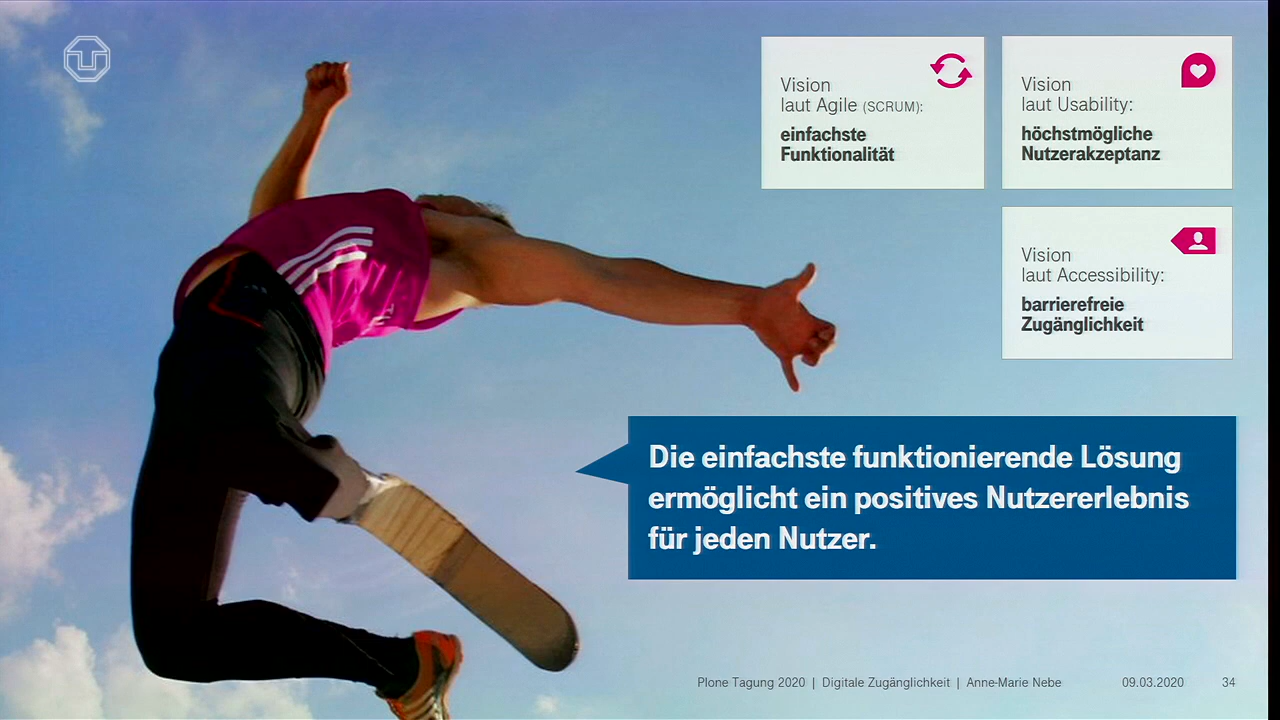 Vision
laut Agile (SCRUM):
einfachste
Funktionalität
Vision
laut Usability:
höchstmögliche
Nutzerakzeptanz
Vision
laut Accessibility:
barrierefreie
Zugänglichkeit
Die einfachste funktionierende Lösung
ermöglicht ein positives Nutzererlebnis
für jeden Nutzer.
Plone Tagung 2020 | Digitale Zugänglichkeit | Anne-Marie Nebe 09.03.2020 34